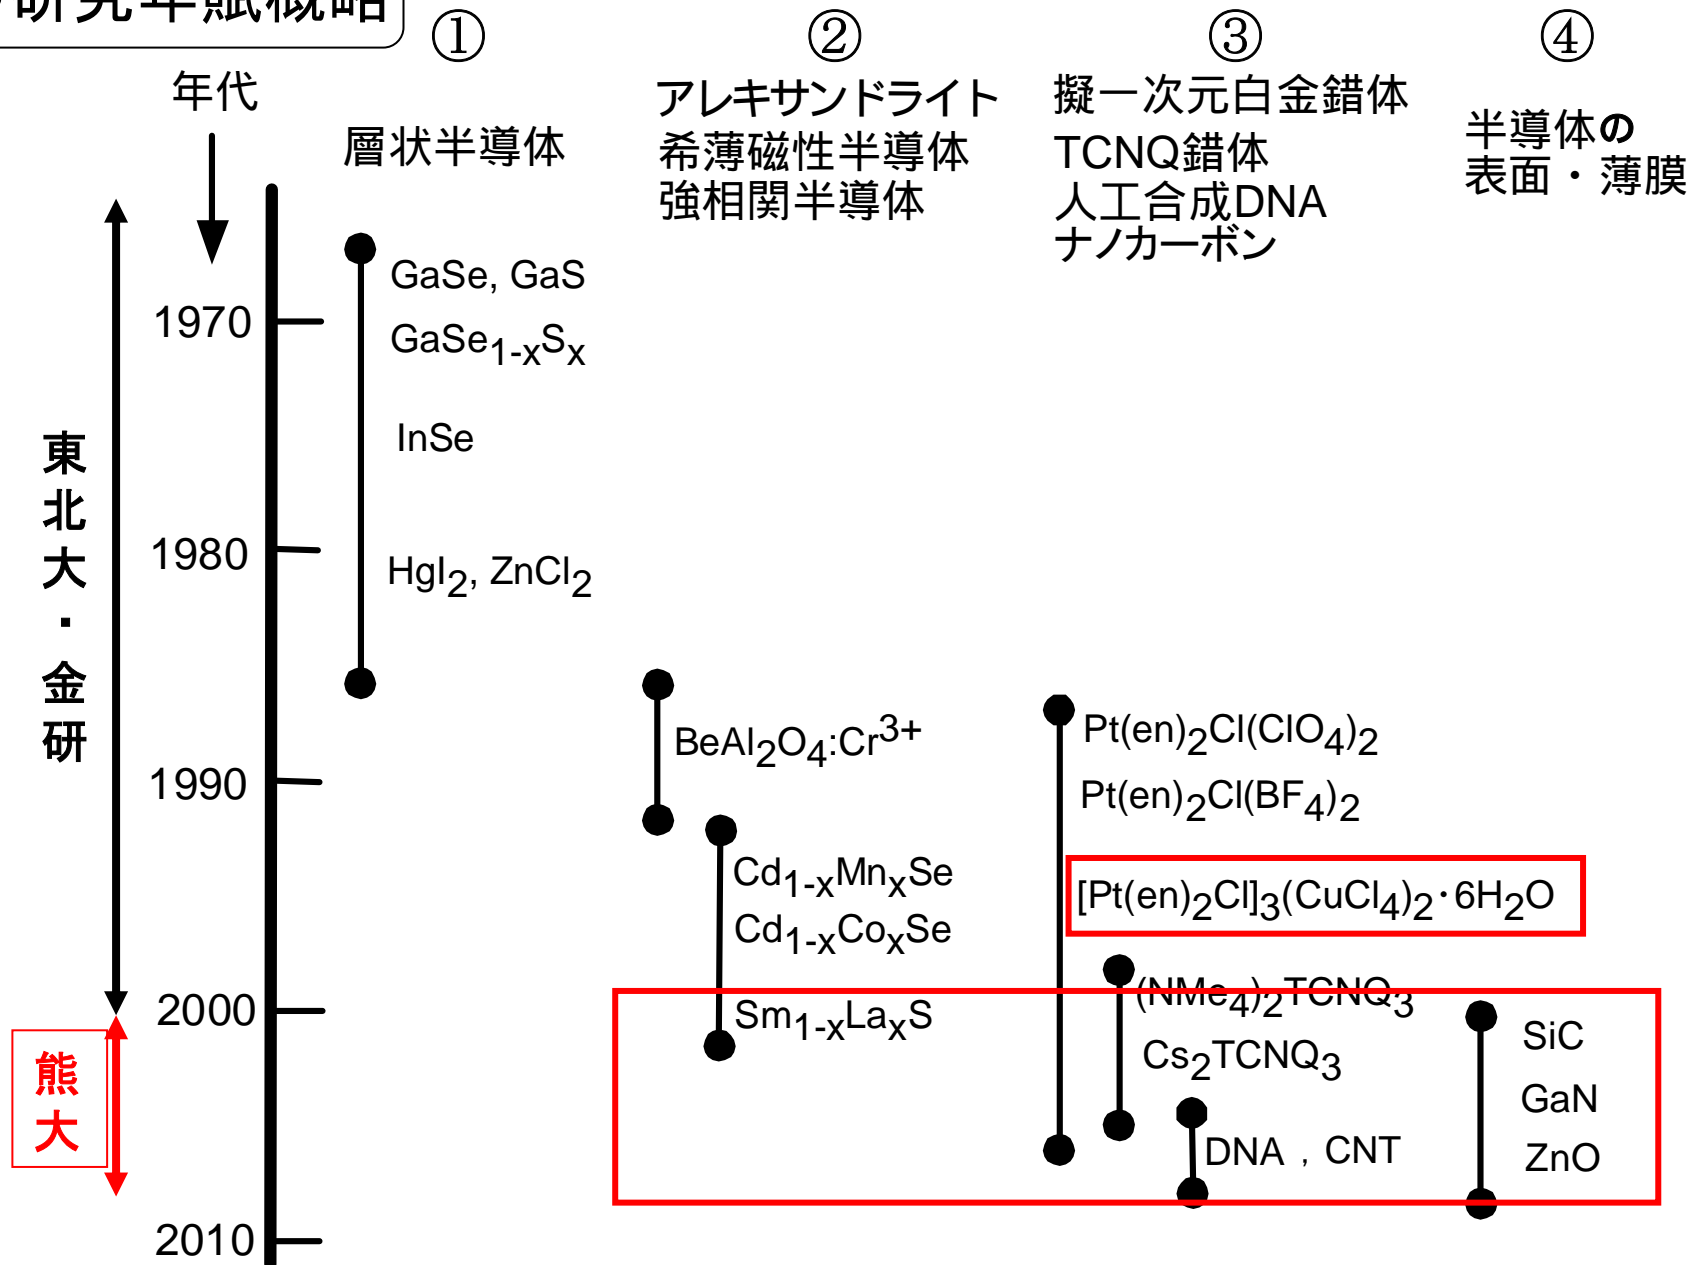 研究年賦概略
①
②
③
④
年代
層状半導体
アレキサンドライト
希薄磁性半導体
強相関半導体
擬一次元白金錯体
TCNQ錯体
人工合成DNA
ナノカーボン
半導体の
表面・薄膜
GaSe, GaS
1970
GaSe1-xSx
InSe
東北大・金研
1980
HgI2, ZnCl2
BeAl2O4:Cr3+
Pt(en)2Cl(ClO4)2
1990
Pt(en)2Cl(BF4)2
Cd1-xMnxSe
[Pt(en)2Cl]3(CuCl4)2・6H2O
Cd1-xCoxSe
2000
Sm1-xLaxS
(NMe4)2TCNQ3
Cs2TCNQ3
SiC
熊大
GaN
DNA , CNT
ZnO
2010